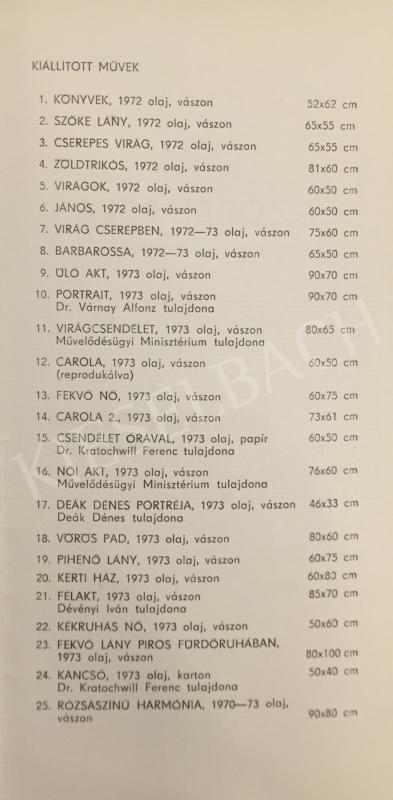 KIÁLLÍTOTT MŰVEK
1. KÖNYVEK, 1972 olaj, vászon 52x62 cm
2. SZŐKE LÁNY, 1972 olaj, vászon 65x55 cm
3. CSEREPES VIRÁG, 1972 olaj, vászon 65x55 cm
4. ZÖLDTRIKÓS, 1972 olaj, vászon 81x60 cm
5. VIRÁGOK, 1972 olaj, vászon 60x50 cm
6. JÁNOS, 1972 olaj, vászon 60x50 cm
7. VIRÁG CSERÉPBEN, 1972—73 olaj, vászon 75x60 cm
8. BARBAROSSA, 1972—73 olaj, vászon 65x50 cm
9. ÜLŐ AKT, 1973 olaj, vászon 90x70 cm
10. PORTRAIT, 1973 olaj, vászon 90x70 cm
Dr. Várnay Alfonz tulajdona
11. VIRÁGCSENDÉLET, 1973 olaj, vászon 80x65 cm
Művelődésügyi Minisztérium tulajdona
12. CAROLA, 1973 olaj, vászon 60x50 cm
(reprodukálva)
13. FEKVŐ NŐ, 1973 olaj, vászon 60x75 cm
14. CAROLA 2., 1973 olaj, vászon 73x61 cm
15. CSENDÉLET ÓRÁVAL, 1973 olaj, papír 60x50 cm
Dr. Kratochwill Ferenc tulajdona
16. NŐI AKT, 1973 olaj, vászon 76x60 cm
Művelődésügyi Minisztérium tulajdona
17. DEÁK DÉNES PORTRÉJA, 1973 olaj, vászon 46x33 cm
Deák Dénes tulajdona
18. VÖRÖS PAD, 1973 olaj, vászon 80x60 cm
19. PIHENŐ LÁNY, 1973 olaj, vászon 60x75 cm
20. KERTI HÁZ, 1973 olaj, vászon 60x80 cm
21. FÉLAKT, 1973 olaj, vászon 85x70 cm
Dévényi Iván tulajdona
22. KÉKRUHÁS NŐ, 1973 olaj, vászon 50x60 cm
23. FEKVŐ LÁNY PIROS FÜRDŐRUHÁBAN,
1973 olaj, vászon 80x100 cm
24. KANCSÓ, 1973 olaj, karton 50x40 cm
Dr. Kratochwill Ferenc tulajdona
25. RÓZSASZÍNŰ HARMÓNIA, 1970—73 olaj,
vászon 90x80 cm
KIESELBACH